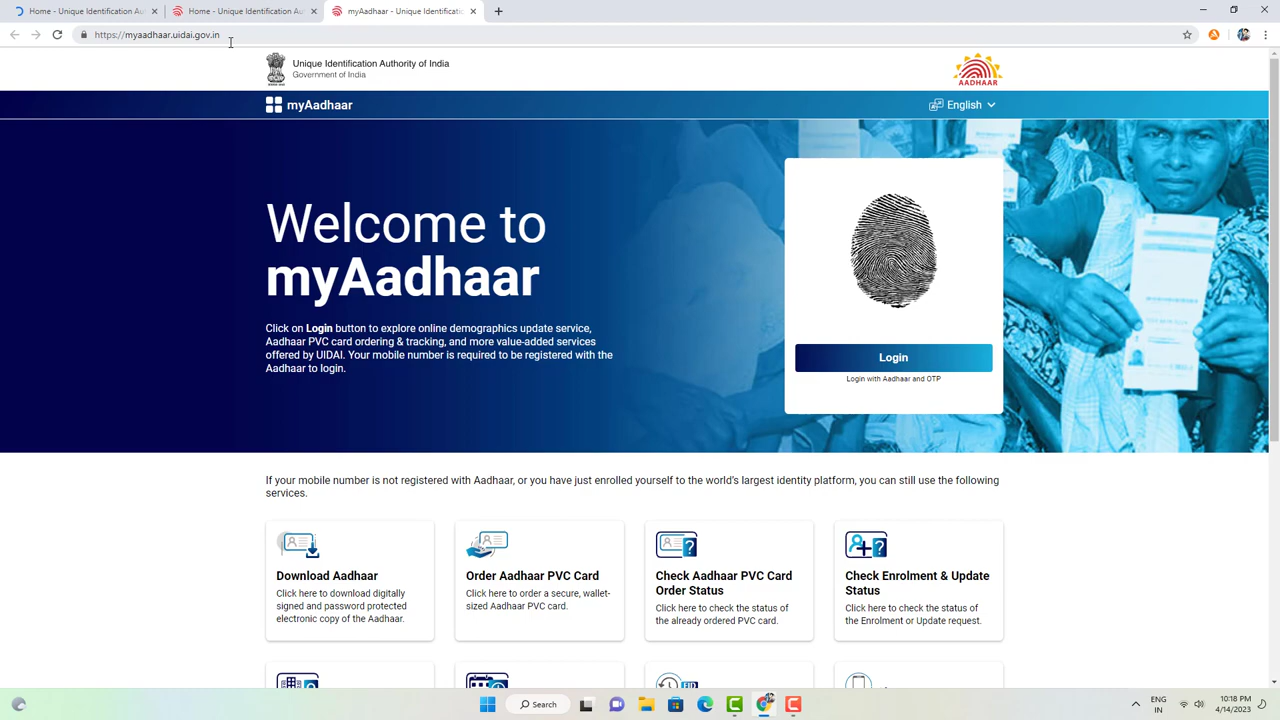 Home - Unique Identification Au
Home - Unique Identification Au
myAadhaar - Unique Identificatio
https://myaadhaar.uidai.gov.in
Unique Identification Authority of India
Government of India
AADHAAR
myAadhaar
English
Welcome to
myAadhaar
Click on Login button to explore online demographics update service,
Aadhaar PVC card ordering & tracking, and more value-added services
offered by UIDAI. Your mobile number is required to be registered with the
Aadhaar to login.
Login
Login with Aadhaar and OTP
If your mobile number is not registered with Aadhaar, or you have just enrolled yourself to the world's largest identity platform, you can still use the following
services.
Download Aadhaar
Click here to download digitally
signed and password protected
electronic copy of the Aadhaar.
Order Aadhaar PVC Card
Click here to order a secure, wallet-
sized Aadhaar PVC card.
Check Aadhaar PVC Card
Order Status
Click here to check the status of
the already ordered PVC card.
Check Enrolment & Update
Status
Click here to check the status of
the Enrolment or Update request.
EID
Search
ENG
IN
10:18 PM
4/14/2023